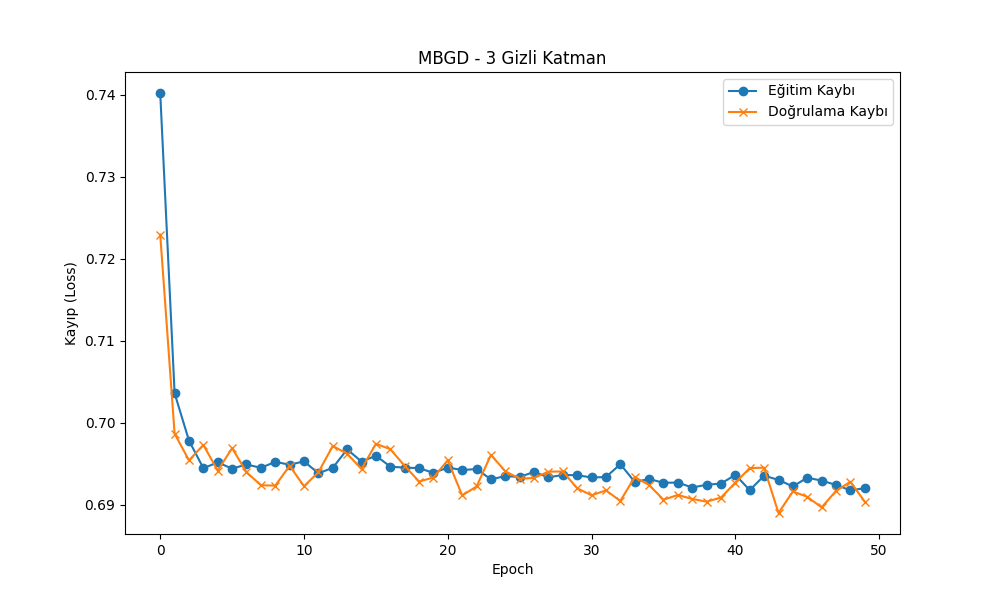 MBGD - 3 Gizli Katman
Eğitim Kaybı
Doğrulama Kaybı
Kayıp (Loss)
0.74
0.73
0.72
0.71
0.70
0.69
0 10 20 30 40 50
Epoch